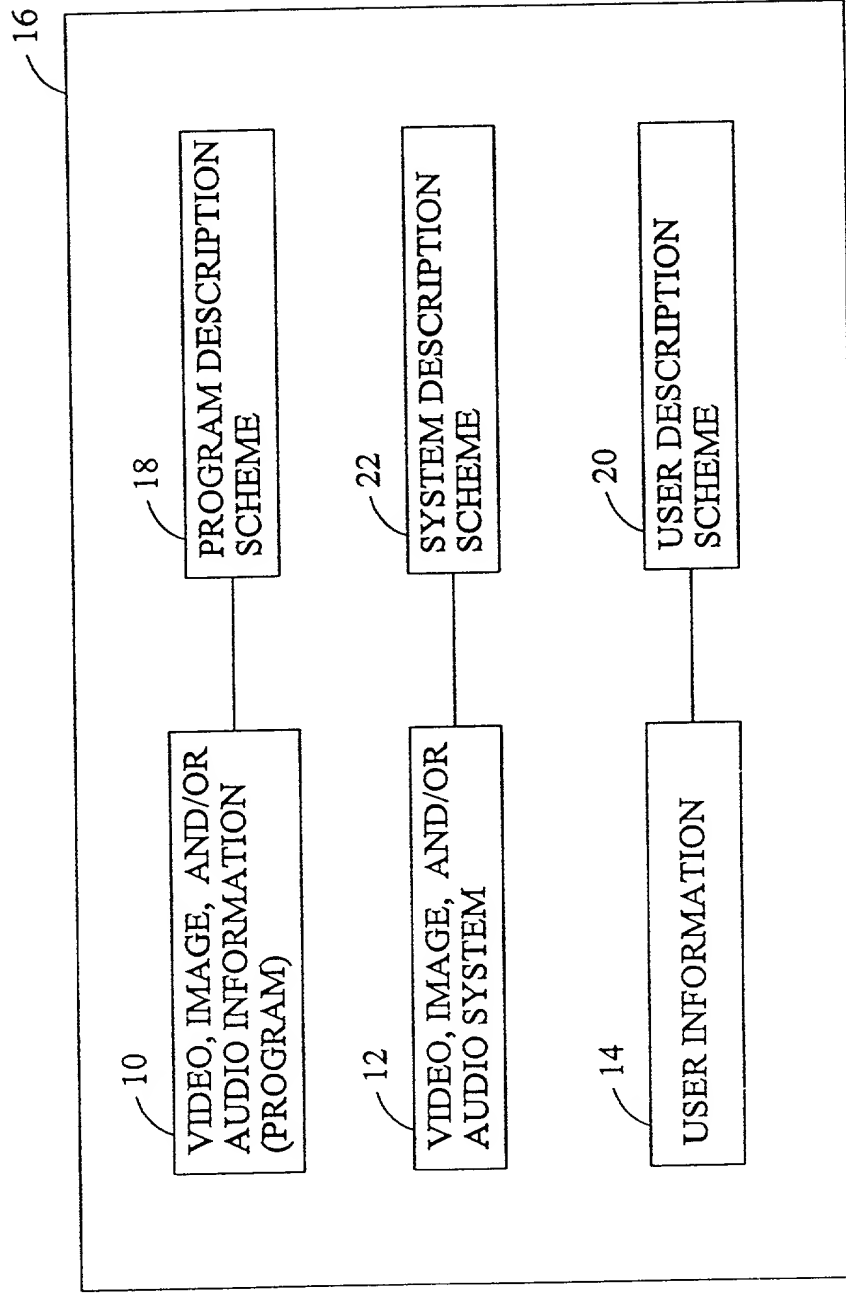 16
18
PROGRAM DESCRIPTION
SCHEME
22
SYSTEM DESCRIPTION
SCHEME
20
USER DESCRIPTION
SCHEME
10
VIDEO, IMAGE, AND/OR
AUDIO INFORMATION
(PROGRAM)
12
VIDEO, IMAGE, AND/OR
AUDIO SYSTEM
14
USER INFORMATION